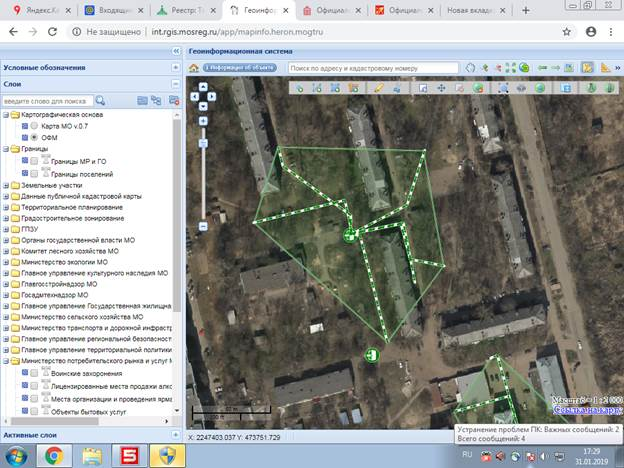 Яндекс.Ка
Входящи
Реестр: Т
Геоинфор
Официал
Официал
Новая вкладк
Не защищено | int.rgis.mosreg.ru/app/mapinfo.heron.mogtru
Условные обозначения
Слои
введите слово для поиска
Картографическая основа
Карта МО v.0.7
ОФМ
Границы
Границы МР и ГО
Границы поселений
Земельные участки
Данные публичной кадастровой карты
Территориальное планирование
Градостроительное зонирование
ГПЗУ
Органы государственной власти МО
Комитет лесного хозяйства МО
Министерство экологии МО
Главное управление культурного наследия МО
Главгосстройнадзор МО
Госадмтехнадзор МО
Главное управление Государственная жилищна
Министерство сельского хозяйства МО
Министерство транспорта и дорожной инфраст
Главное управление региональной безопасност
Главное управление территориальной политики
Министерство потребительского рынка и услуг М
Воинские захоронения
Лицензированные места продажи алко
Места организации и проведения ярма
Объекты бытовых услуг
Активные слои
Геоинформационная система
Информация об объекте
Поиск по адресу и кадастровому номеру
Масштаб = 1 : 2 000
Ссылка на карту
X: 2247403.037 Y: 473751.729
Устранение проблем ПК: Важных сообщений: 2
Всего сообщений: 4
RU
17:29
31.01.2019